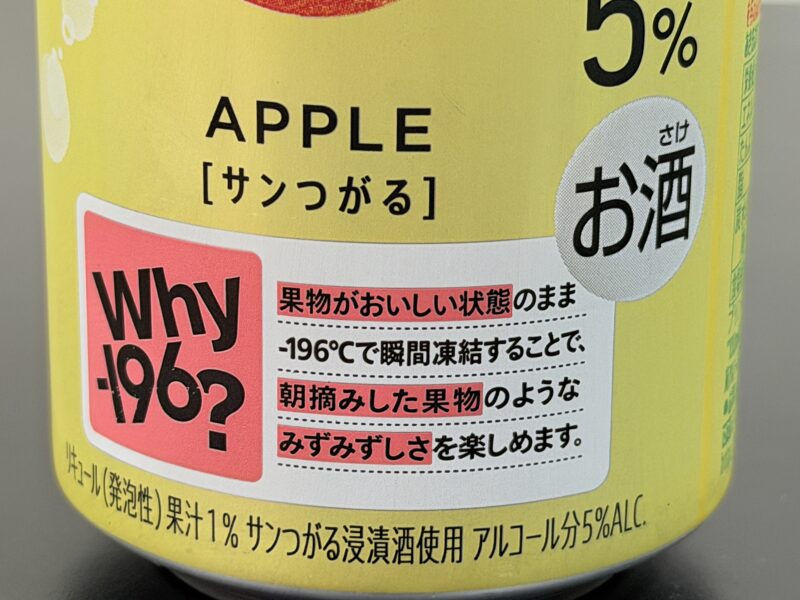 5%
APPLE
[サンつがる]
さけ
お酒
Why
-196?
果物がおいしい状態のまま
-196℃で瞬間凍結することで、
朝摘みした果物のような
みずみずしさを楽しめます。
リキュール(発泡性)果汁1% サンつがる浸漬酒使用 アルコール分5%ALC.